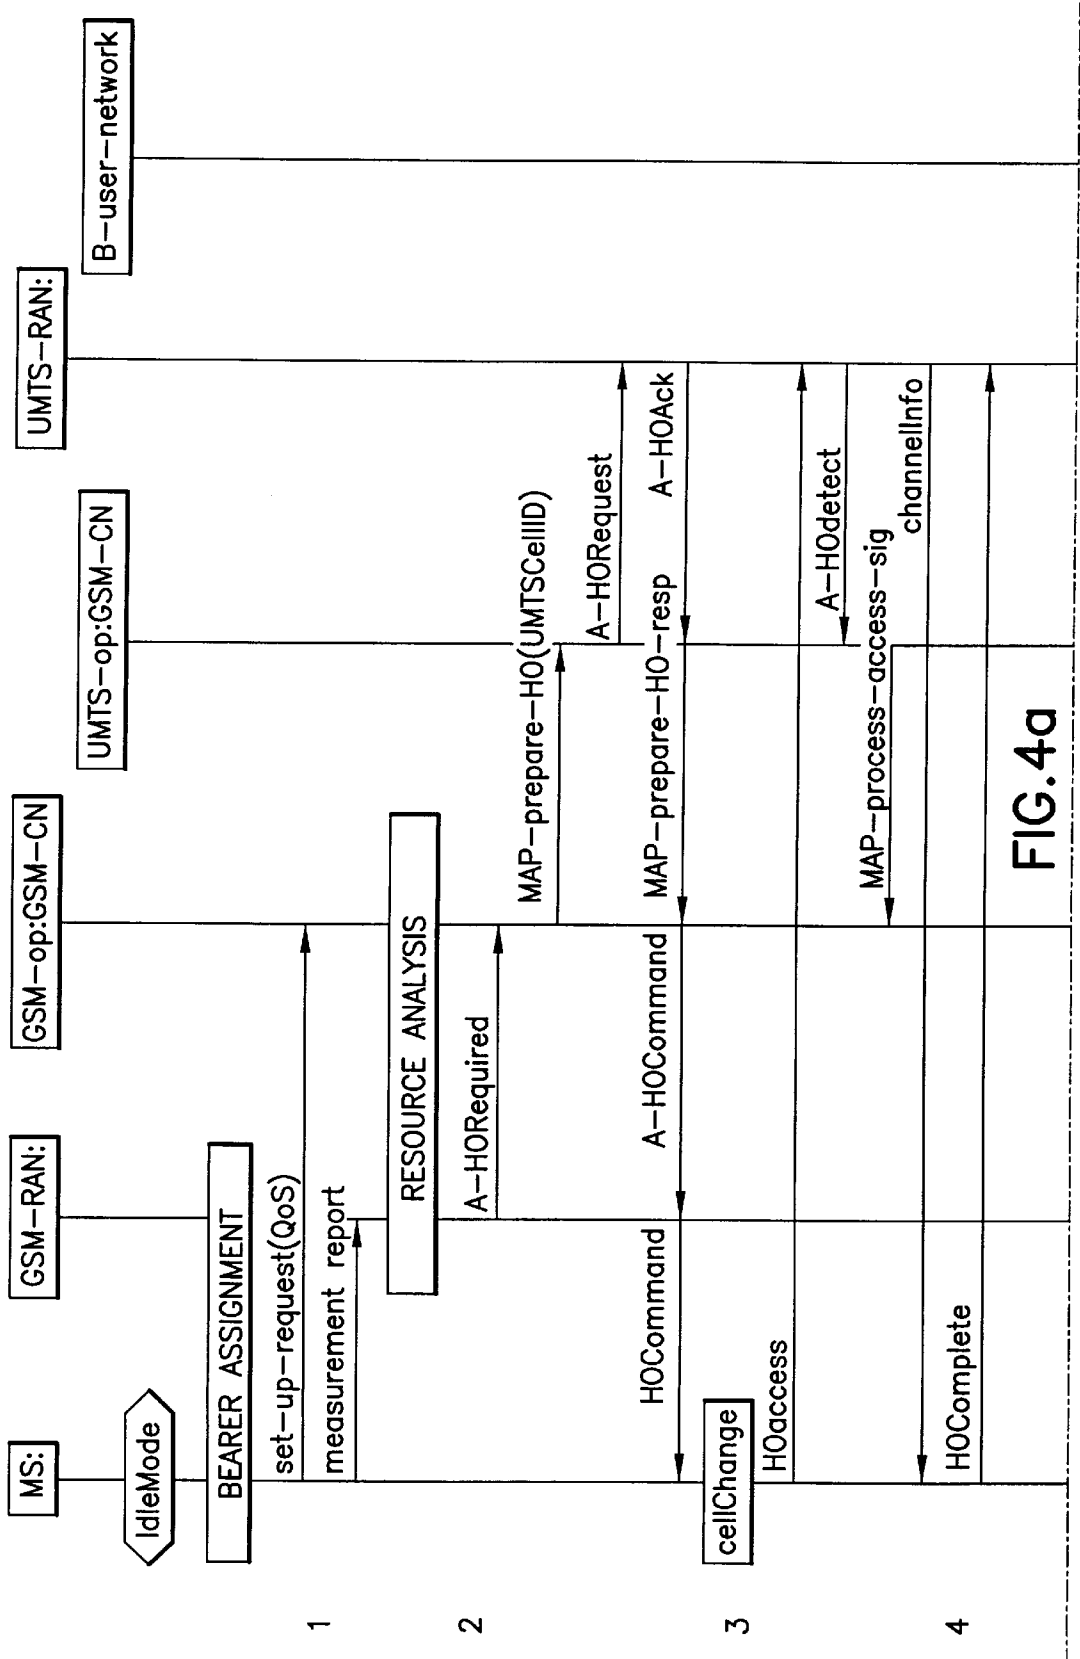 MS:
GSM-RAN:
GSM-op:GSM-CN
UMTS-op:GSM-CN
UMTS-RAN:
B-user-network
IdleMode
BEARER ASSIGNMENT
1
set-up-request(QoS)
measurement report
RESOURCE ANALYSIS
2
A-HORequired
MAP-prepare-HO(UMTSCellID)
A-HORequest
HOCommand
A-HOCommand
MAP-prepare-HO-resp
A-HOAck
3
cellChange
HOaccess
A-HOdetect
MAP-process-access-sig
channelInfo
4
HOComplete
FIG.4a